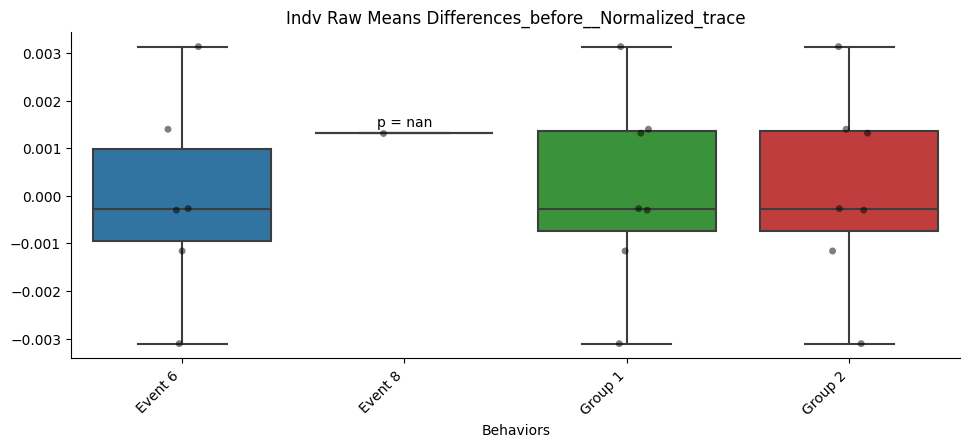 Indv Raw Means Differences_before__Normalized_trace
0.003
0.002
0.001
0.000
−0.001
−0.002
−0.003
p = nan
Event 6
Event 8
Group 1
Group 2
Behaviors